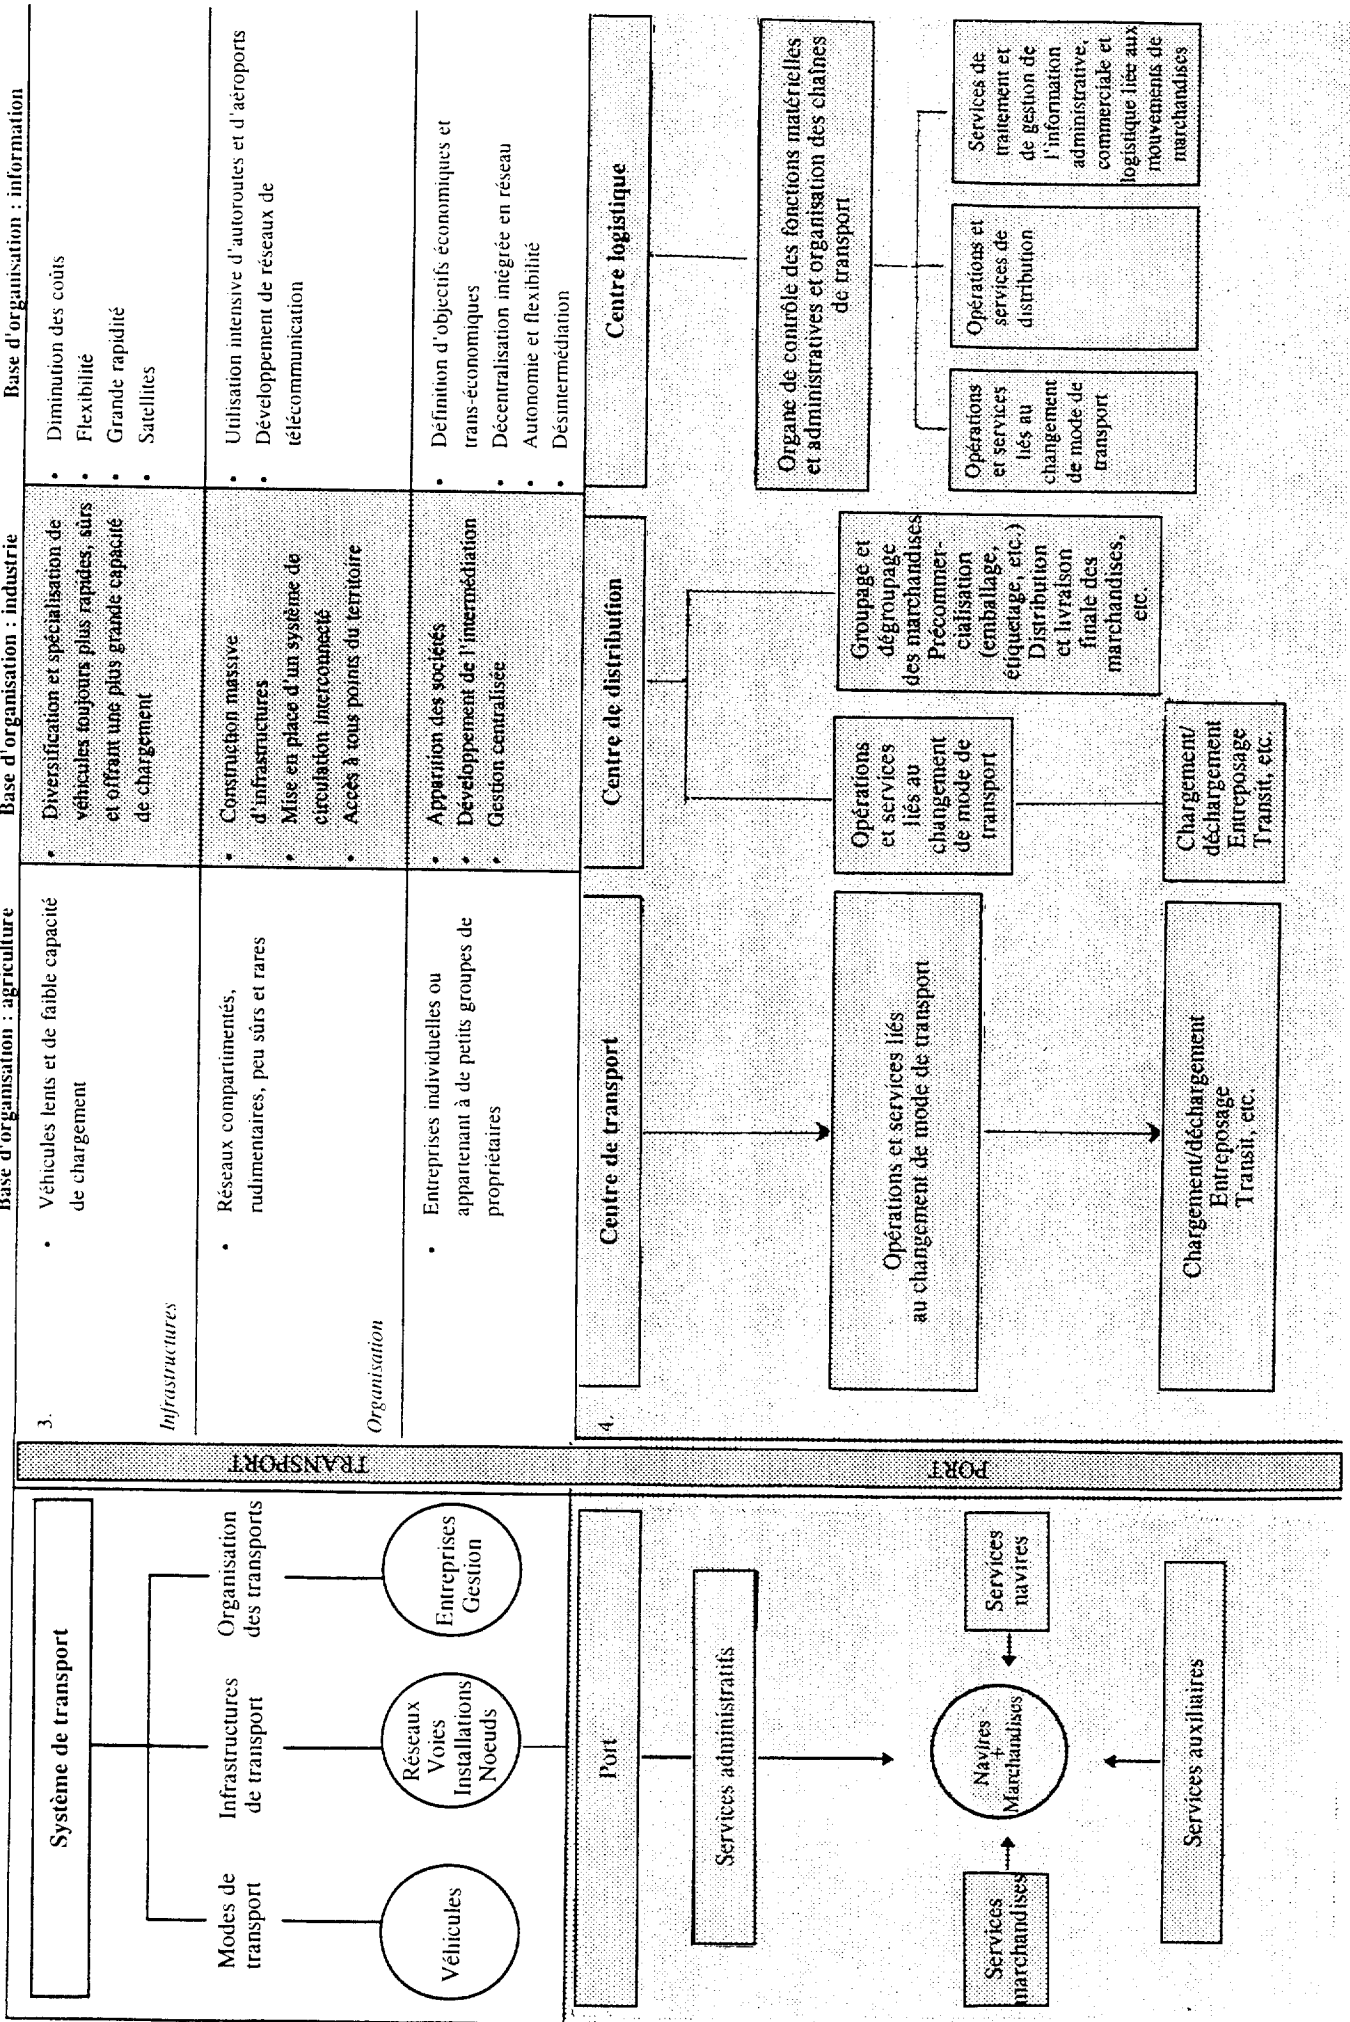 Base d'organisation : agriculture
Base d'organisation : industrie
Base d'organisation : information
Système de transport
Modes de
transport
Infrastructures
de transport
Organisation
des transports
Véhicules
Réseaux
Voies
Installations
Noeuds
Entreprises
Gestion
TRANSPORT
3.
• Véhicules lents et de faible capacité
de chargement
• Diversification et spécialisation de
véhicules toujours plus rapides, sûrs
et offrant une plus grande capacité
de chargement
• Diminution des coûts
• Flexibilité
• Grande rapidité
• Satellites
Infrastructures
• Réseaux compartimentés,
rudimentaires, peu sûrs et rares
• Construction massive
d'infrastructures
• Mise en place d'un système de
circulation interconnecté
• Accès à tous points du territoire
• Utilisation intensive d'autoroutes et d'aéroports
• Développement de réseaux de
télécommunication
Organisation
• Entreprises individuelles ou
appartenant à de petits groupes de
propriétaires
• Apparition des sociétés
• Développement de l'intermédiation
• Gestion centralisée
• Définition d'objectifs économiques et
trans-économiques
• Décentralisation intégrée en réseau
• Autonomie et flexibilité
• Désintermédiation
Port
Services administratifs
Services
marchandises
Navires
+
Marchandises
Services
navires
Services auxiliaires
PORT
4.
Centre de transport
Opérations et services liés
au changement de mode de transport
Chargement/déchargement
Entreposage
Transit, etc.
Centre de distribution
Opérations
et services
liés au
changement
de mode de
transport
Chargement/
déchargement
Entreposage
Transit, etc.
Groupage et
dégroupage
des marchandises
Précommer-
cialisation
(emballage,
étiquetage, etc.)
Distribution
et livraison
finale des
marchandises,
etc.
Centre logistique
Organe de contrôle des fonctions matérielles
et administratives et organisation des chaînes
de transport
Opérations
et services
liés au
changement
de mode de
transport
Opérations et
services de
distribution
Services de
traitement et
de gestion de
l'information
administrative,
commerciale et
logistique liée aux
mouvements de
marchandises